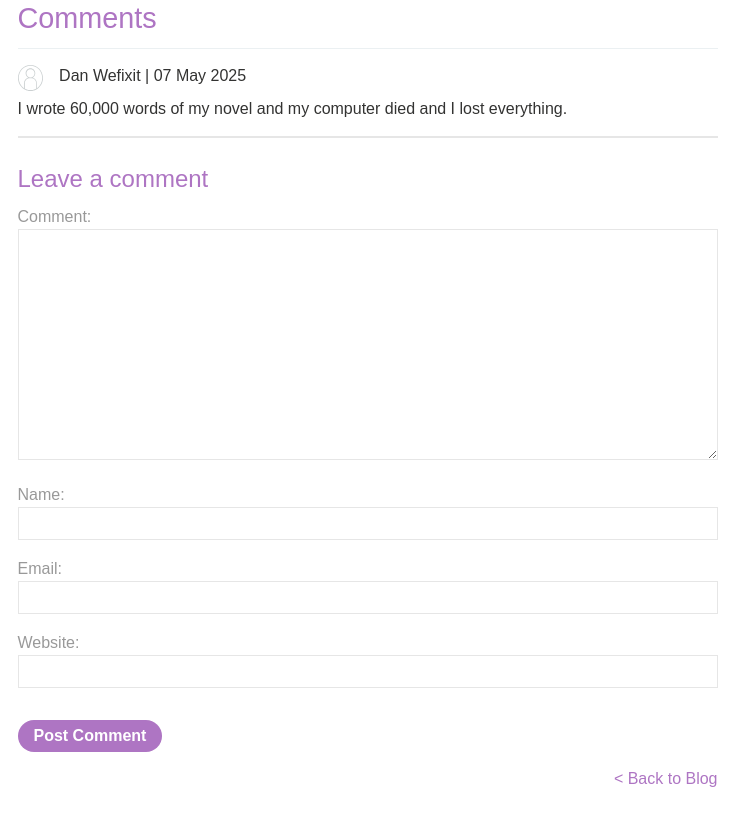 Comments
Dan Wefixit | 07 May 2025
I wrote 60,000 words of my novel and my computer died and I lost everything.
Leave a comment
Comment:
Name:
Email:
Website:
Post Comment
< Back to Blog